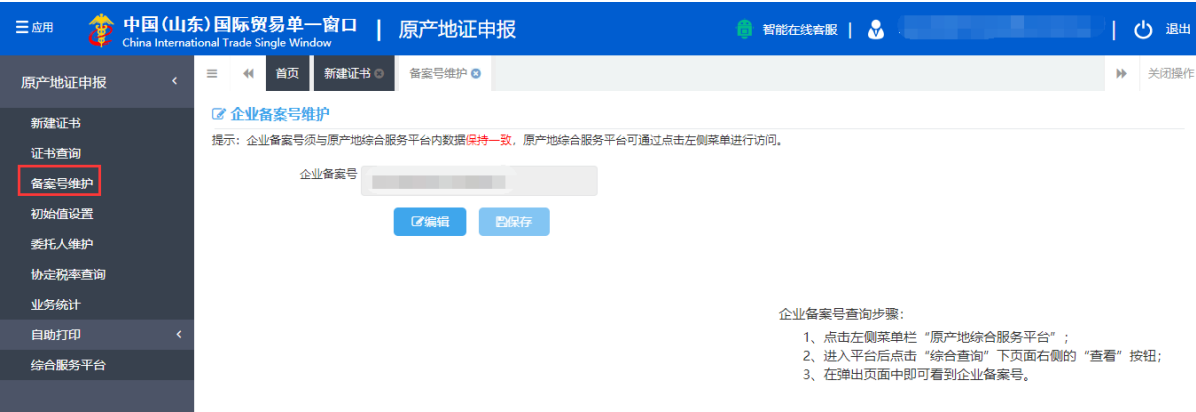 应用
中国(山东)国际贸易单一窗口 | 原产地证申报
China International Trade Single Window
智能在线客服 |
| 退出
原产地证申报
首页 新建证书 备案号维护 关闭操作
新建证书
证书查询
备案号维护
初始值设置
委托人维护
协定税率查询
业务统计
自助打印
综合服务平台
企业备案号维护
提示：企业备案号须与原产地综合服务平台内数据保持一致，原产地综合服务平台可通过点击左侧菜单进行访问。
企业备案号
编辑 保存
企业备案号查询步骤：
1、点击左侧菜单栏“原产地综合服务平台”；
2、进入平台后点击“综合查询”下页面右侧的“查看”按钮；
3、在弹出页面中即可看到企业备案号。